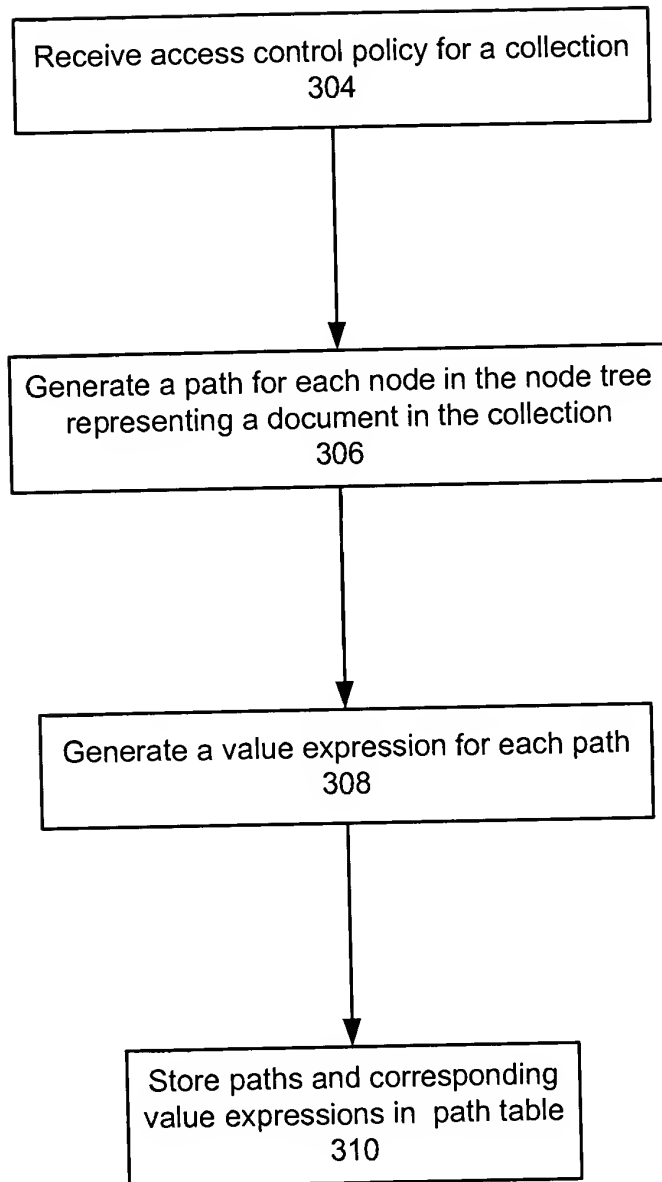 Receive access control policy for a collection
304
Generate a path for each node in the node tree
representing a document in the collection
306
Generate a value expression for each path
308
Store paths and corresponding
value expressions in path table
310